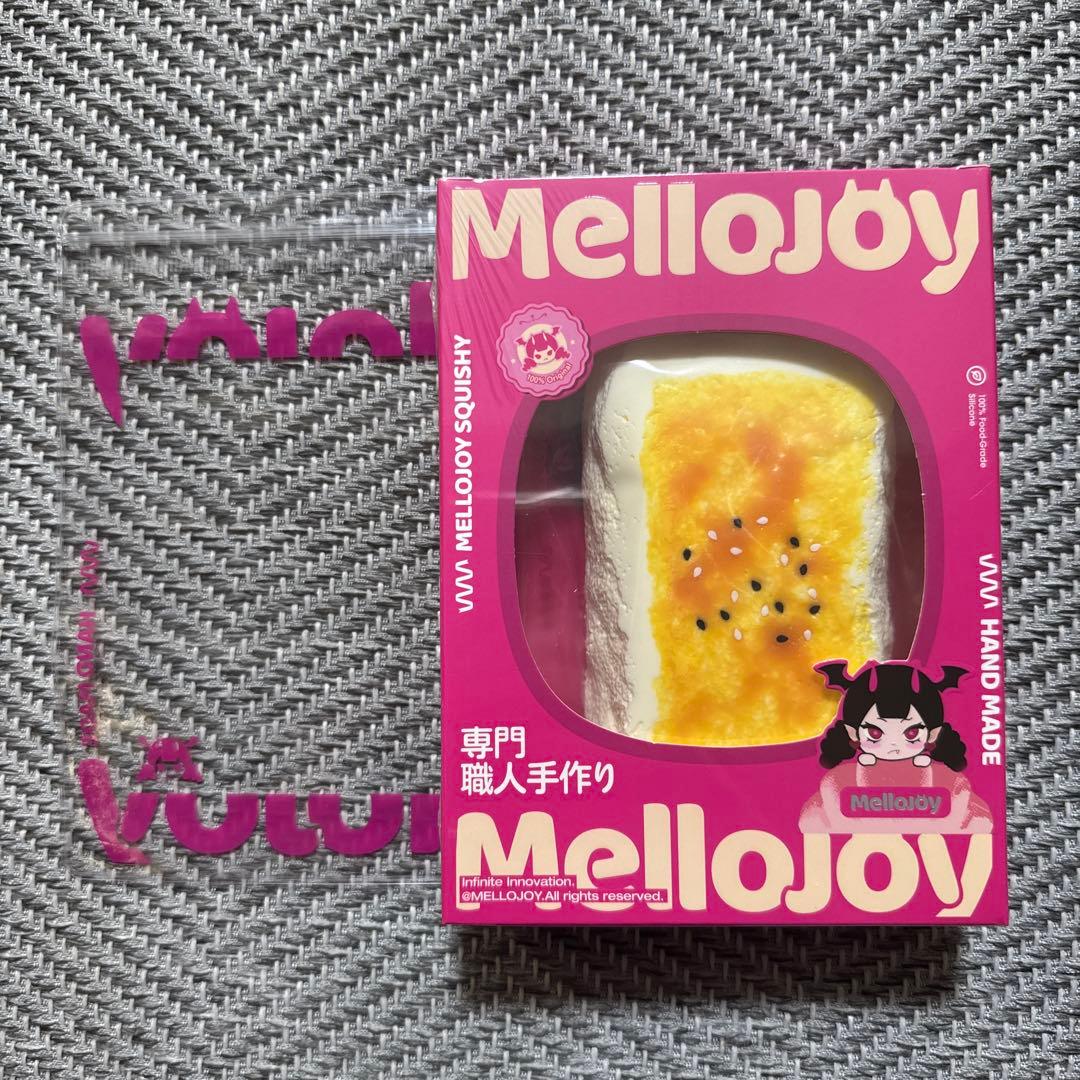 Mellojoy
100% Original
MELLOJOY SQUISHY
100% Food-Grade
Silicone
HAND MADE
専門
職人手作り
Mellojoy
Mellojoy
Infinite Innovation.
@MELLOJOY.All rights reserved.